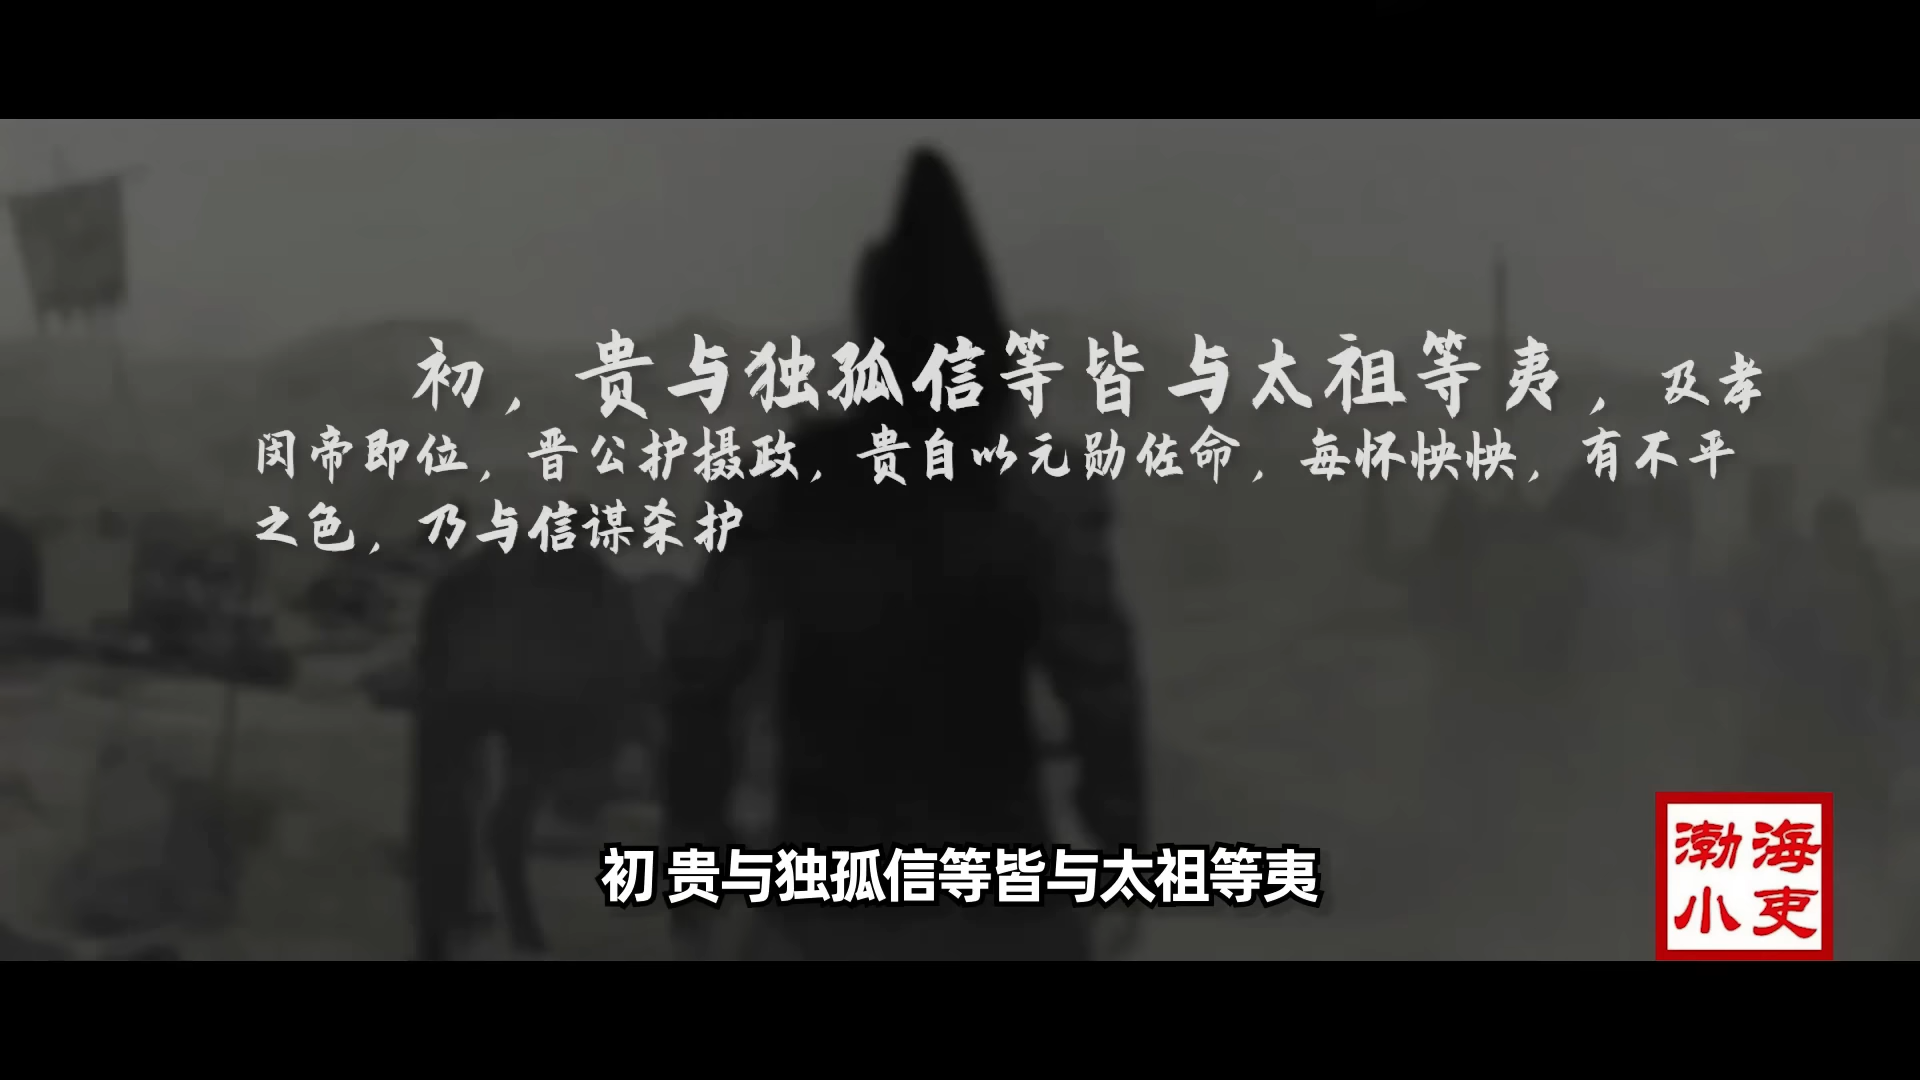 初，贵与独孤信等皆与太祖等夷，及孝
闵帝即位，晋公护摄政，贵自以元勋佐命，每怀怏怏，有不平
之色，乃与信谋杀护
初 贵与独孤信等皆与太祖等夷
渤海
小吏